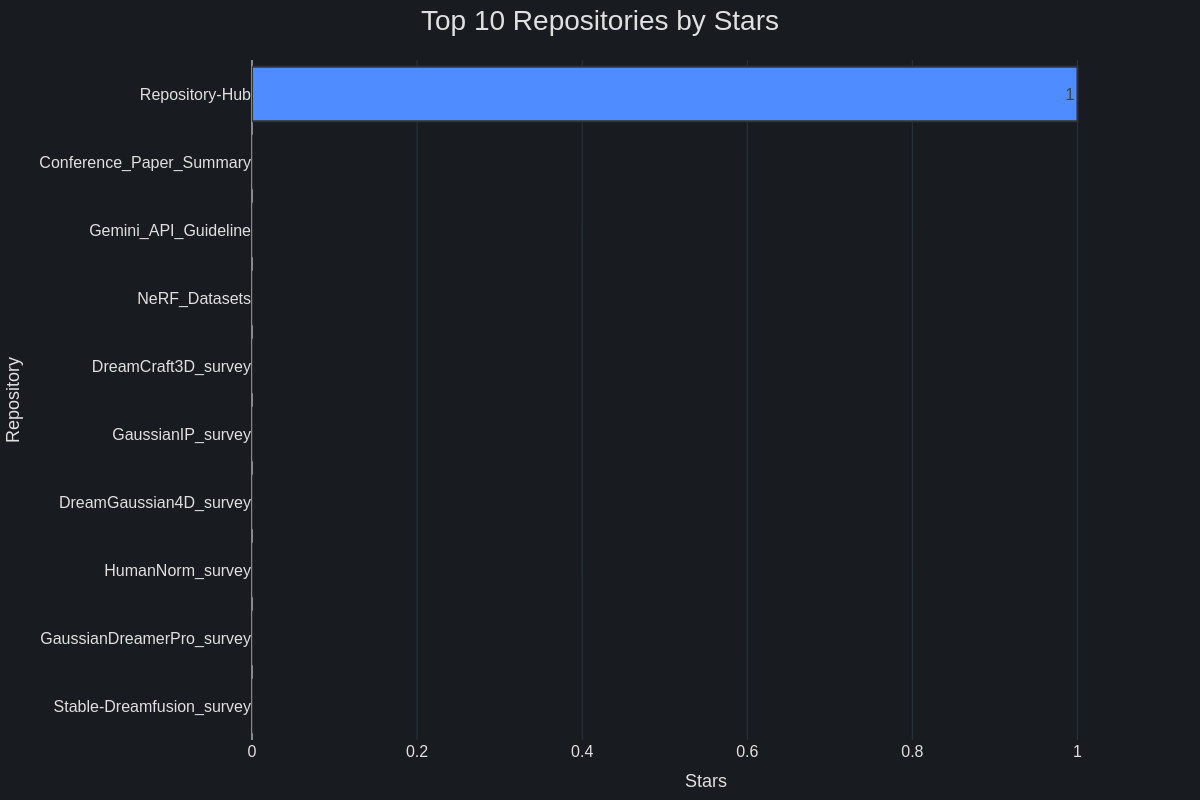 Top 10 Repositories by Stars
Repository
Repository-Hub
1
Conference_Paper_Summary
Gemini_API_Guideline
NeRF_Datasets
DreamCraft3D_survey
GaussianIP_survey
DreamGaussian4D_survey
HumanNorm_survey
GaussianDreamerPro_survey
Stable-Dreamfusion_survey
0 0.2 0.4 0.6 0.8 1
Stars